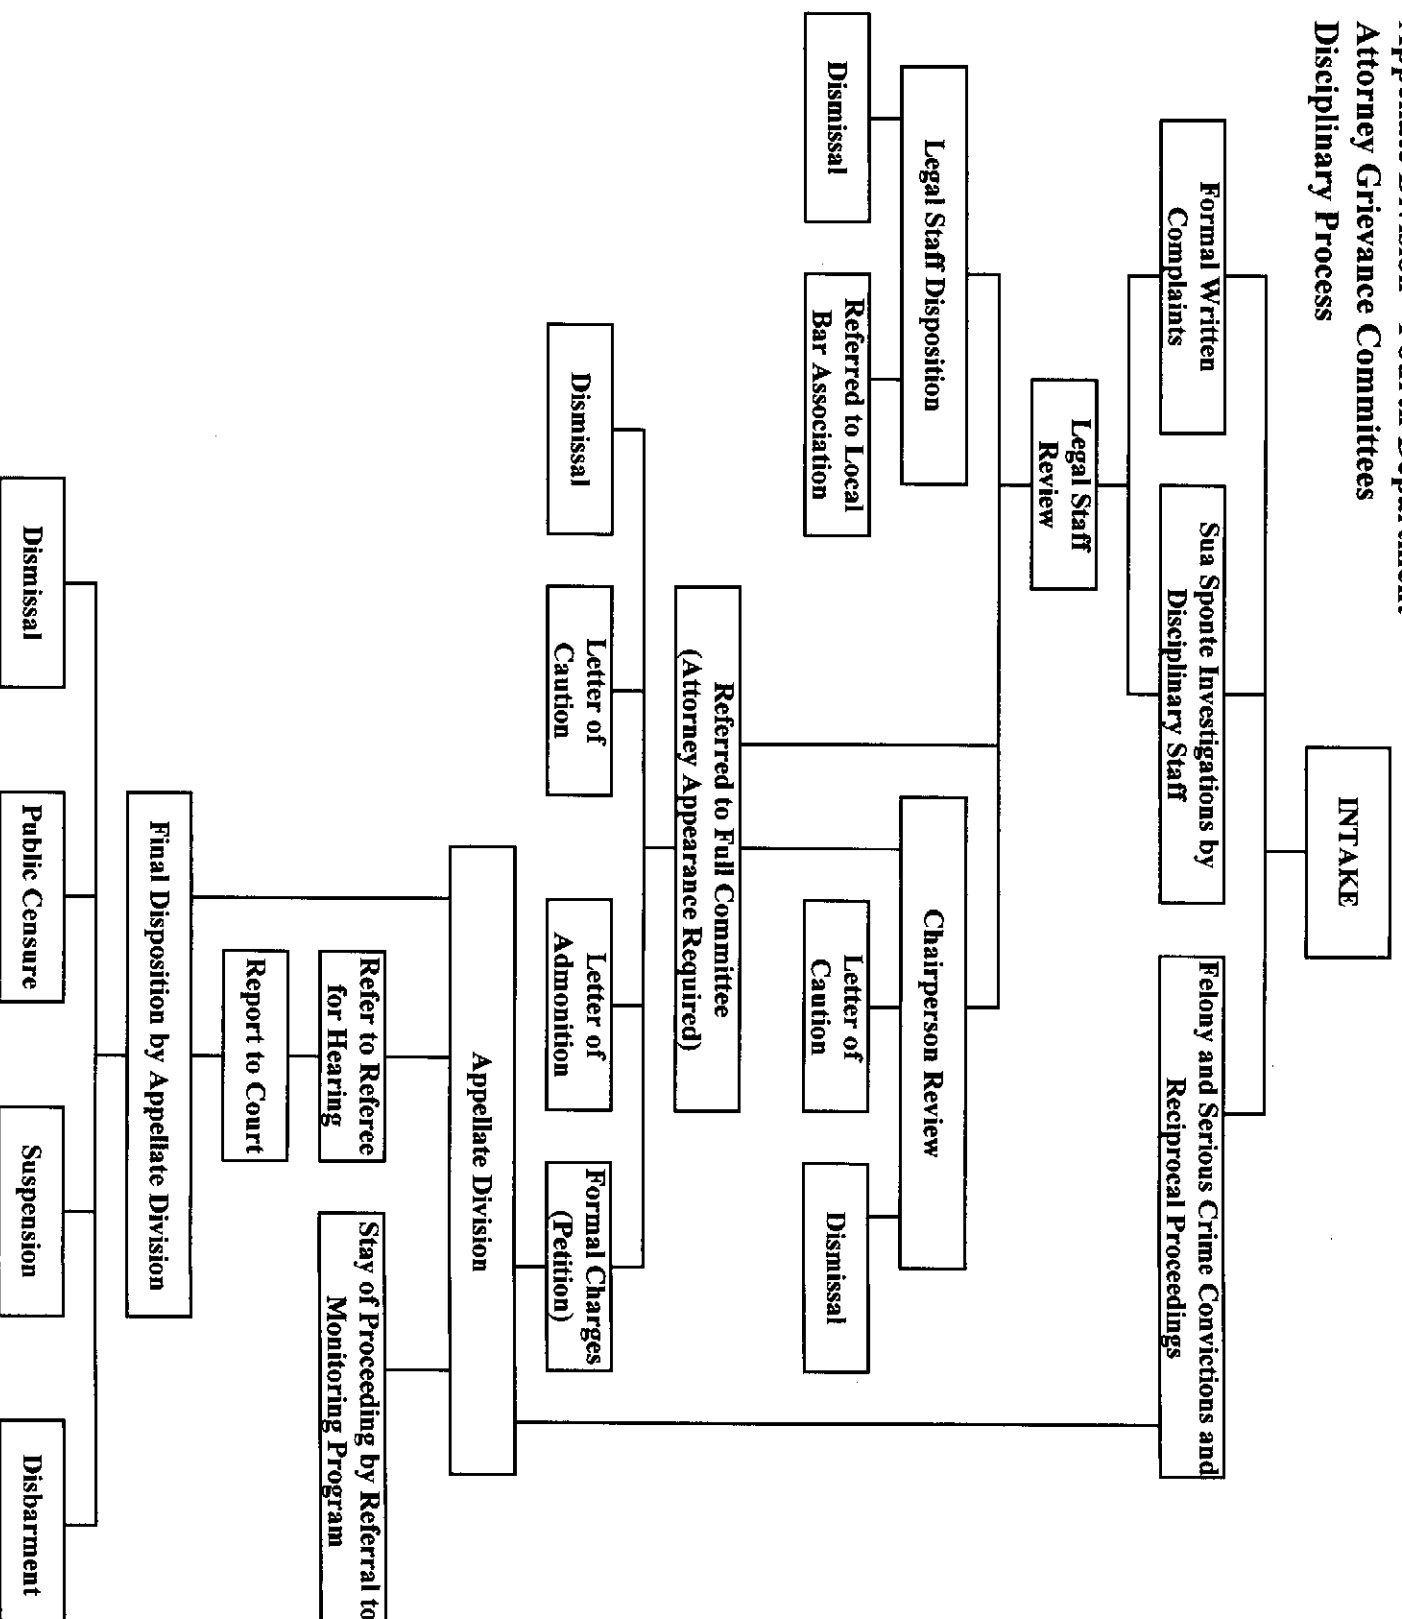 Appellate Division - Fourth Department
Attorney Grievance Committees
Disciplinary Process
INTAKE
Formal Written
Complaints
Sua Sponte Investigations by
Disciplinary Staff
Felony and Serious Crime Convictions and
Reciprocal Proceedings
Legal Staff
Review
Legal Staff Disposition
Chairperson Review
Dismissal
Referred to Local
Bar Association
Letter of
Caution
Dismissal
Referred to Full Committee
(Attorney Appearance Required)
Dismissal
Letter of
Caution
Letter of
Admonition
Formal Charges
(Petition)
Appellate Division
Refer to Referee
for Hearing
Stay of Proceeding by Referral to
Monitoring Program
Report to Court
Final Disposition by Appellate Division
Dismissal
Public Censure
Suspension
Disbarment